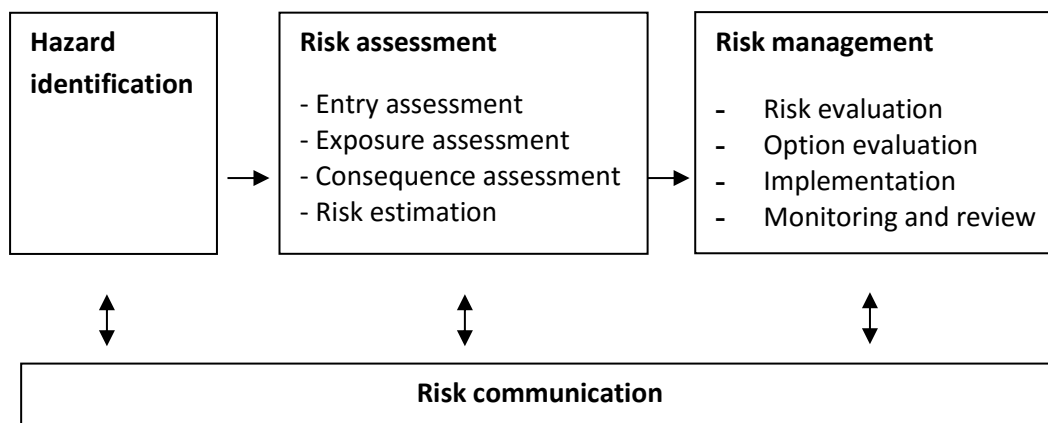 Hazard
identification
Risk assessment
- Entry assessment
- Exposure assessment
- Consequence assessment
- Risk estimation
Risk management
- Risk evaluation
- Option evaluation
- Implementation
- Monitoring and review
Risk communication